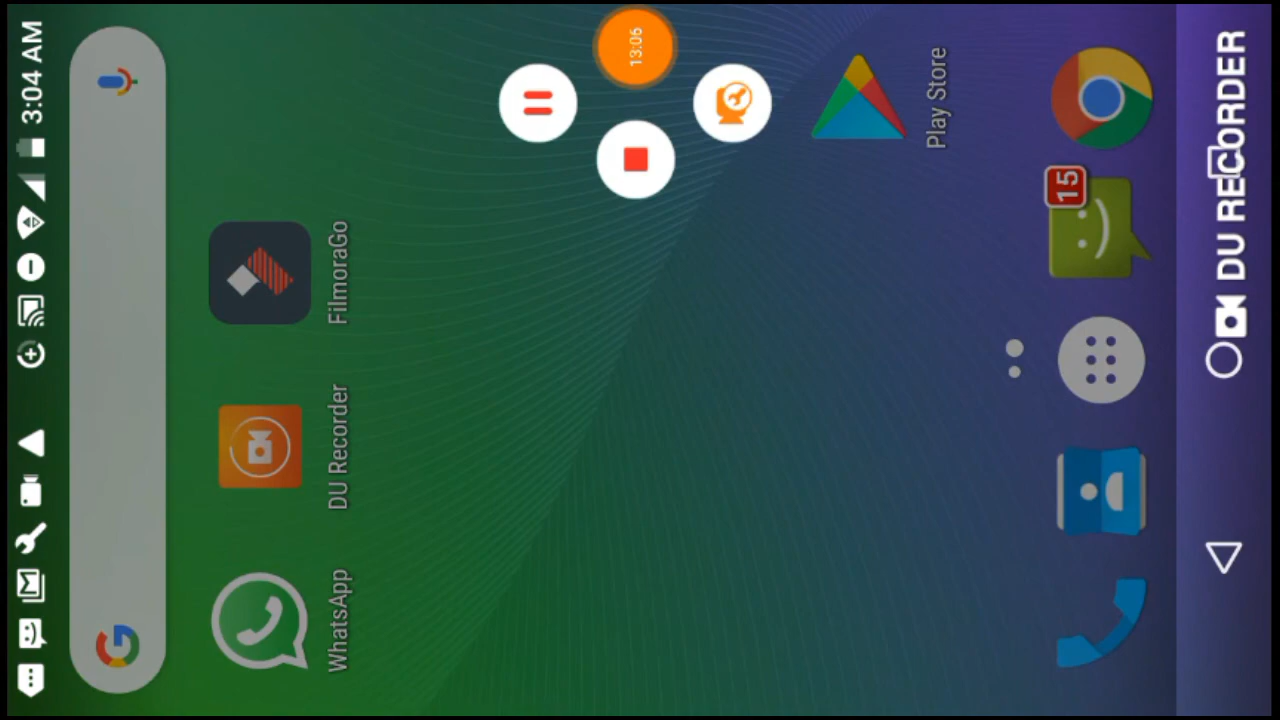 3:04 AM
13:06
WhatsApp
DU Recorder
FilmoraGo
Play Store
15
DU RECORDER